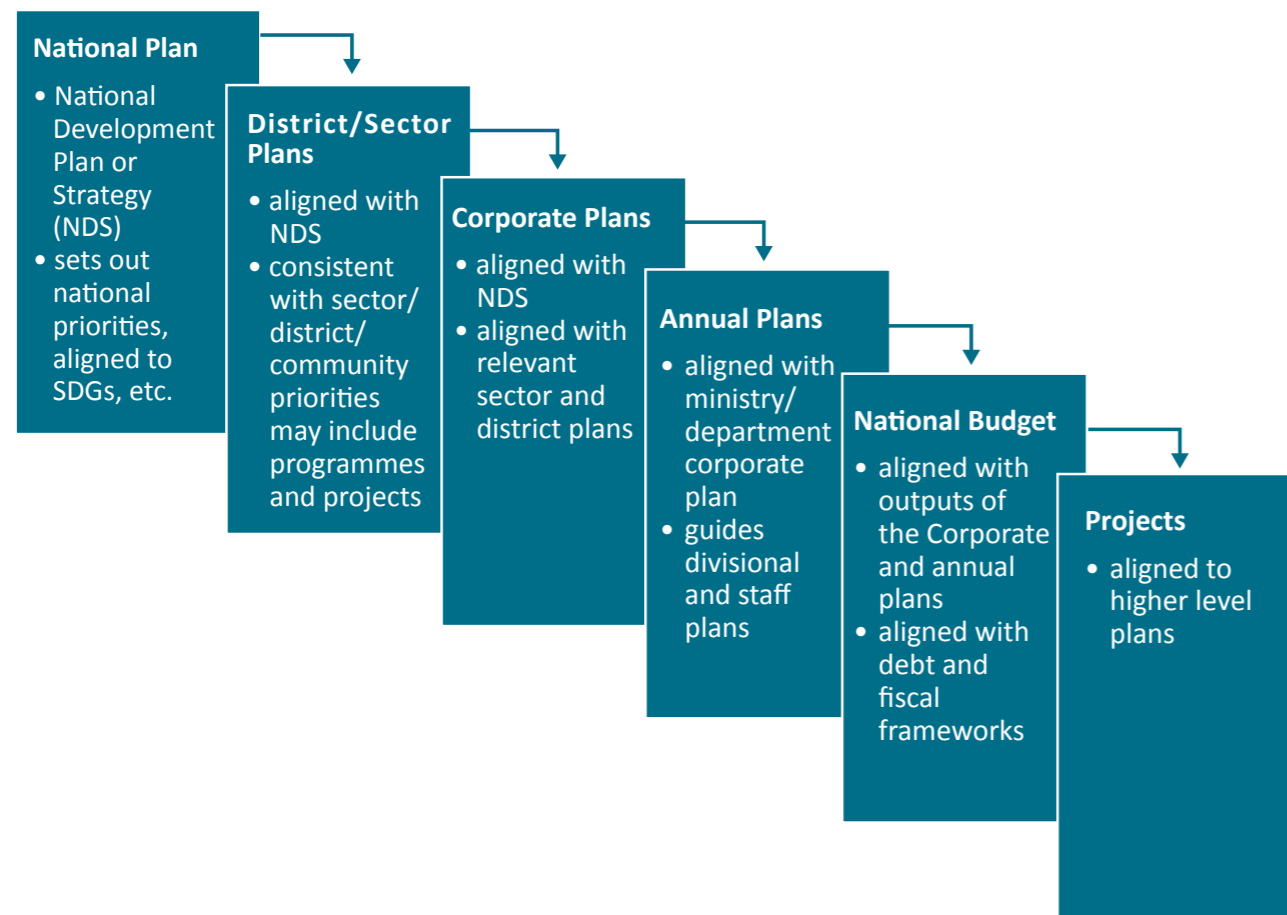 National Plan
• National
Development
Plan or
Strategy
(NDS)
• sets out
national
priorities,
aligned to
SDGs, etc.
District/Sector
Plans
• aligned with
NDS
• consistent
with sector/
district/
community
priorities
may include
programmes
and projects
Corporate Plans
• aligned with
NDS
• aligned with
relevant
sector and
district plans
Annual Plans
• aligned with
ministry/
department
corporate
plan
• guides
divisional
and staff
plans
National Budget
• aligned with
outputs of
the Corporate
and annual
plans
• aligned with
debt and
fiscal
frameworks
Projects
• aligned to
higher level
plans